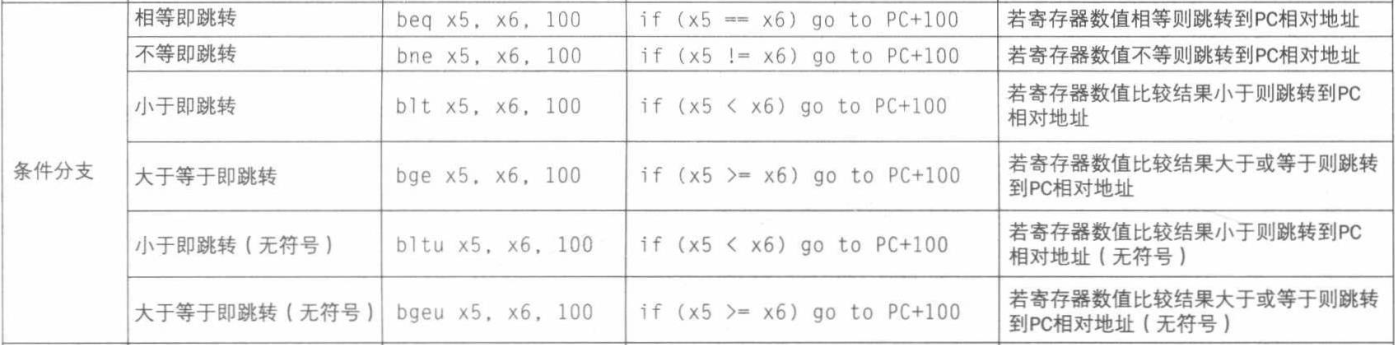 条件分支
相等即跳转 beq x5, x6, 100 if (x5 == x6) go to PC+100 若寄存器数值相等则跳转到PC相对地址
不等即跳转 bne x5, x6, 100 if (x5 != x6) go to PC+100 若寄存器数值不等则跳转到PC相对地址
小于即跳转 blt x5, x6, 100 if (x5 < x6) go to PC+100 若寄存器数值比较结果小于则跳转到PC
相对地址
大于等于即跳转 bge x5, x6, 100 if (x5 >= x6) go to PC+100 若寄存器数值比较结果大于或等于则跳转
到PC相对地址
小于即跳转（无符号） bltu x5, x6, 100 if (x5 < x6) go to PC+100 若寄存器数值比较结果小于则跳转到PC
相对地址（无符号）
大于等于即跳转（无符号） bgeu x5, x6, 100 if (x5 >= x6) go to PC+100 若寄存器数值比较结果大于或等于则跳转
到PC相对地址（无符号）